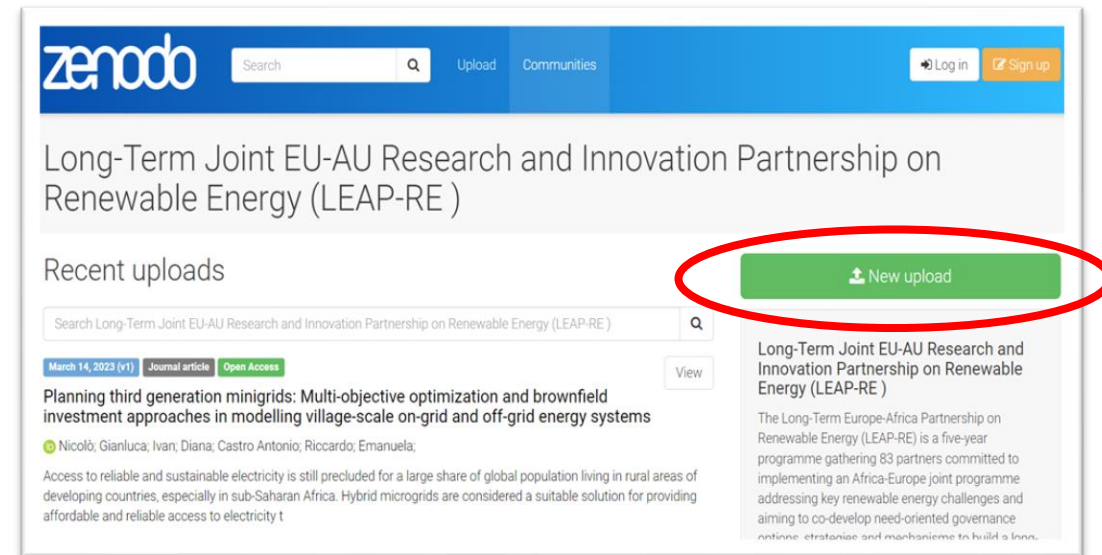 zenodo
Search
Upload
Communities
Log in
Sign up
Long-Term Joint EU-AU Research and Innovation Partnership on
Renewable Energy (LEAP-RE )
Recent uploads
New upload
Search Long-Term Joint EU-AU Research and Innovation Partnership on Renewable Energy (LEAP-RE )
March 14, 2023 (v1) Journal article Open Access
View
Planning third generation minigrids: Multi-objective optimization and brownfield
investment approaches in modelling village-scale on-grid and off-grid energy systems
Nicolò; Gianluca; Ivan; Diana; Castro Antonio; Riccardo; Emanuela;
Access to reliable and sustainable electricity is still precluded for a large share of global population living in rural areas of
developing countries, especially in sub-Saharan Africa. Hybrid microgrids are considered a suitable solution for providing
affordable and reliable access to electricity t
Long-Term Joint EU-AU Research and
Innovation Partnership on Renewable
Energy (LEAP-RE )
The Long-Term Europe-Africa Partnership on
Renewable Energy (LEAP-RE) is a five-year
programme gathering 83 partners committed to
implementing an Africa-Europe joint programme
addressing key renewable energy challenges and
aiming to co-develop need-oriented governance
options, strategies and mechanisms to build a long-